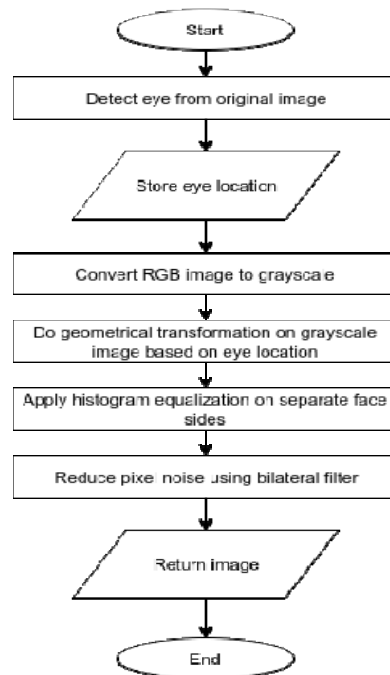 Start
Detect eye from original image
Store eye location
Convert RGB image to grayscale
Do geometrical transformation on grayscale
image based on eye location
Apply histogram equalization on separate face
sides
Reduce pixel noise using bilateral filter
Return image
End